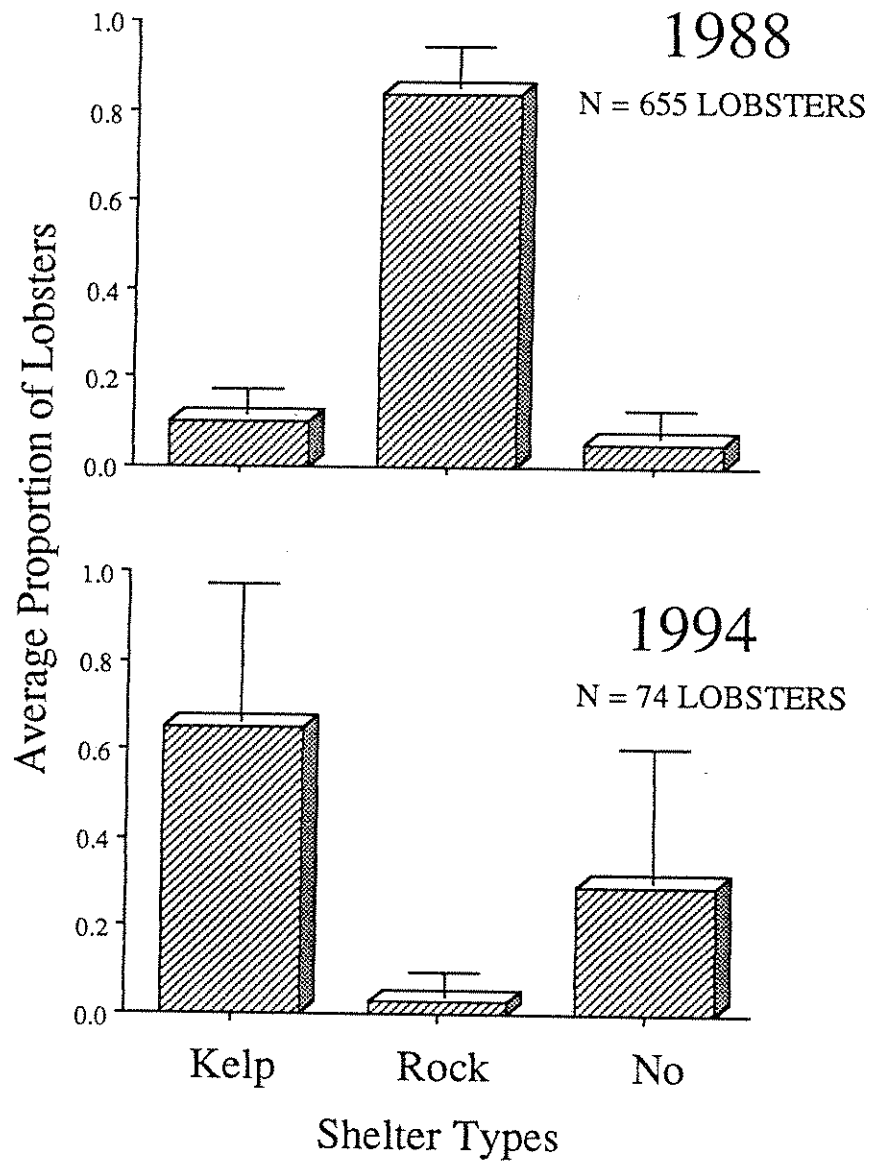 1988
N = 655 LOBSTERS
1.0
0.8
0.6
0.4
0.2
0.0
Average Proportion of Lobsters
1994
N = 74 LOBSTERS
1.0
0.8
0.6
0.4
0.2
0.0
Kelp Rock No
Shelter Types